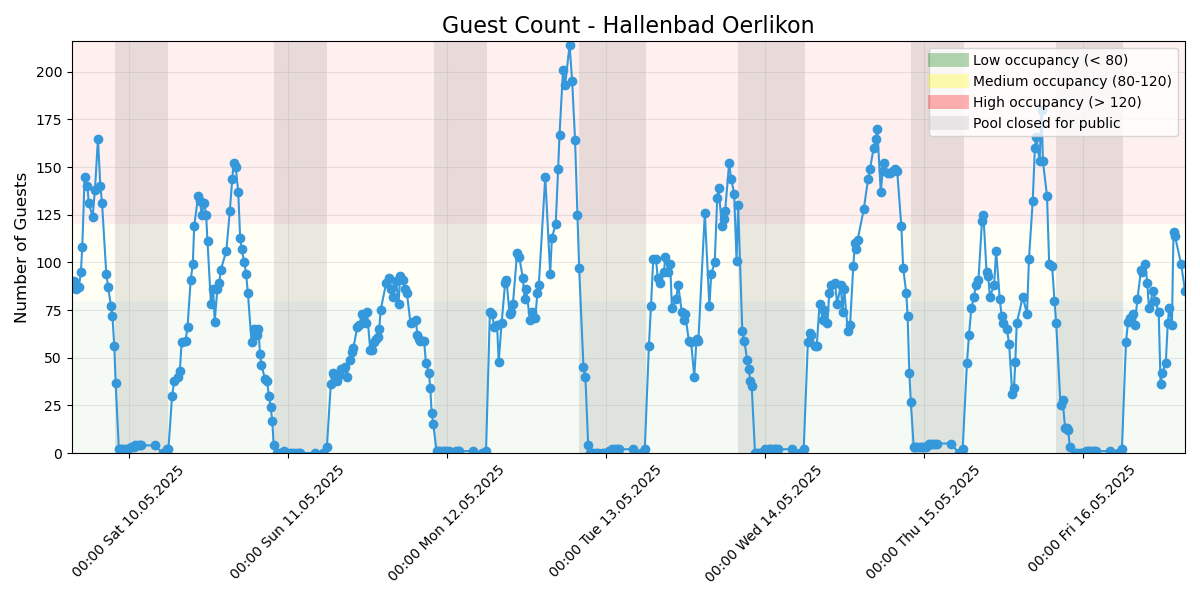 Guest Count - Hallenbad Oerlikon
Number of Guests
200
175
150
125
100
75
50
25
0
Low occupancy (< 80)
Medium occupancy (80-120)
High occupancy (> 120)
Pool closed for public
00:00 Sat 10.05.2025
00:00 Sun 11.05.2025
00:00 Mon 12.05.2025
00:00 Tue 13.05.2025
00:00 Wed 14.05.2025
00:00 Thu 15.05.2025
00:00 Fri 16.05.2025